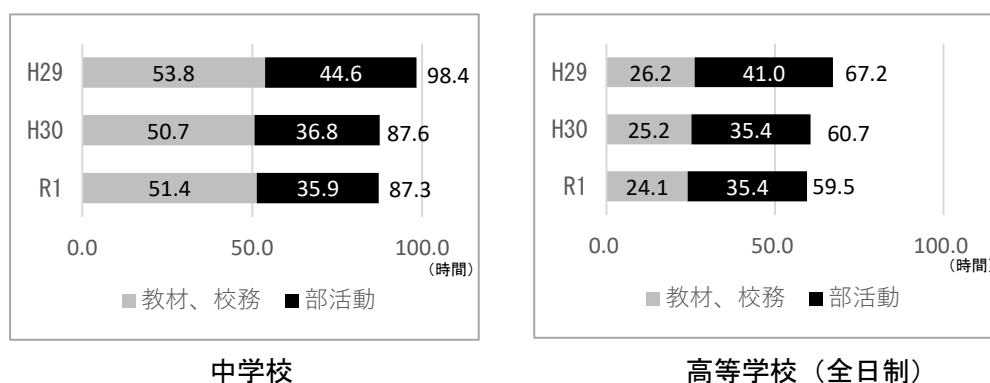 H29 53.8 44.6 98.4
H30 50.7 36.8 87.6
R1 51.4 35.9 87.3
0.0 50.0 100.0
(時間)
■教材、校務 ■部活動
中学校
H29 26.2 41.0 67.2
H30 25.2 35.4 60.7
R1 24.1 35.4 59.5
0.0 50.0 100.0
(時間)
■教材、校務 ■部活動
高等学校（全日制）